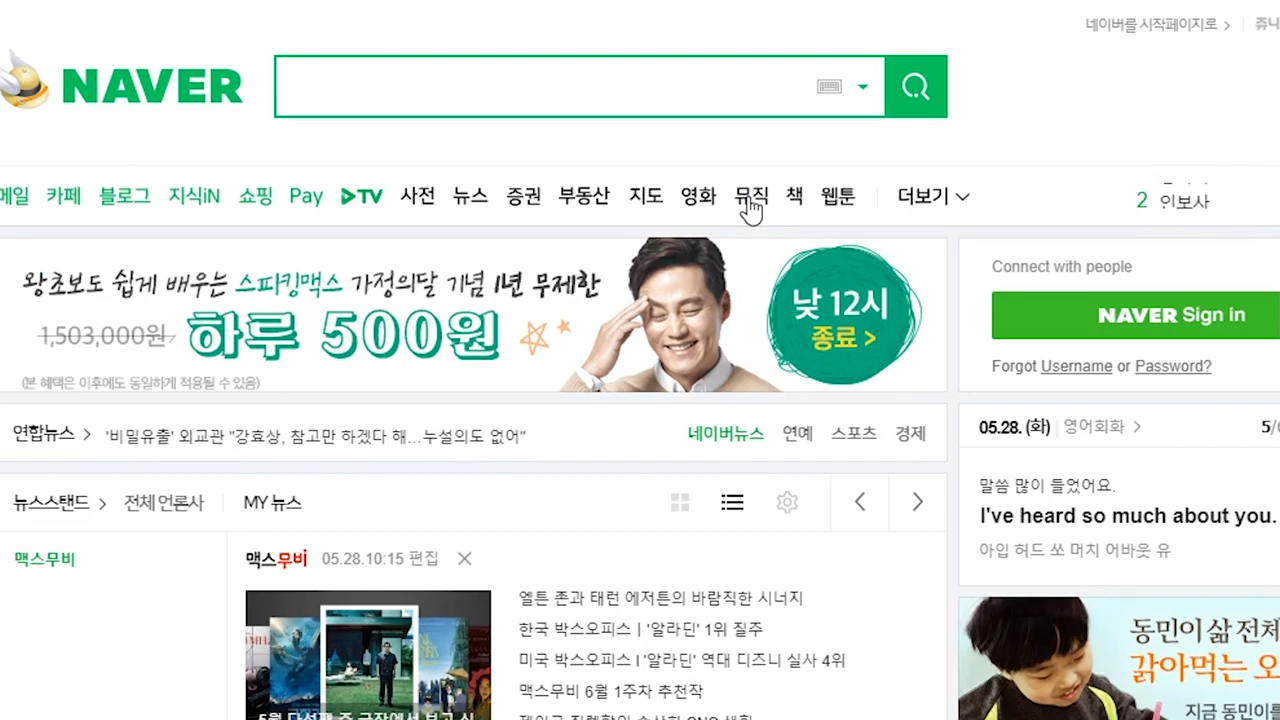 네이버를 시작페이지로 >
쥬니
NAVER
메일 카페 블로그 지식iN 쇼핑 Pay TV 사전 뉴스 증권 부동산 지도 영화 뮤직 책 웹툰 더보기
2 인보사
왕초보도 쉽게 배우는 스피킹맥스 가정의달 기념 1년 무제한
1,503,000원 하루 500원
(본 혜택은 이후에도 동일하게 적용될 수 있음)
낮 12시
종료 >
Connect with people
NAVER Sign in
Forgot Username or Password?
연합뉴스 > '비밀유출' 외교관 "강효상, 참고만 하겠다 해…누설의도 없어"
네이버뉴스 연예 스포츠 경제
05.28. (화) 영어회화 > 5/
말씀 많이 들었어요.
I've heard so much about you.
아임 허드 쏘 머치 어바웃 유
뉴스스탠드 > 전체 언론사 MY 뉴스
맥스무비
맥스무비 05.28.10:15 편집
엘튼 존과 태런 에저튼의 바람직한 시너지
한국 박스오피스 | '알라딘' 1위 질주
미국 박스오피스 | '알라딘' 역대 디즈니 실사 4위
맥스무비 6월 1주차 추천작
동민이 삶 전체
갉아먹는 오
지금 동민이를